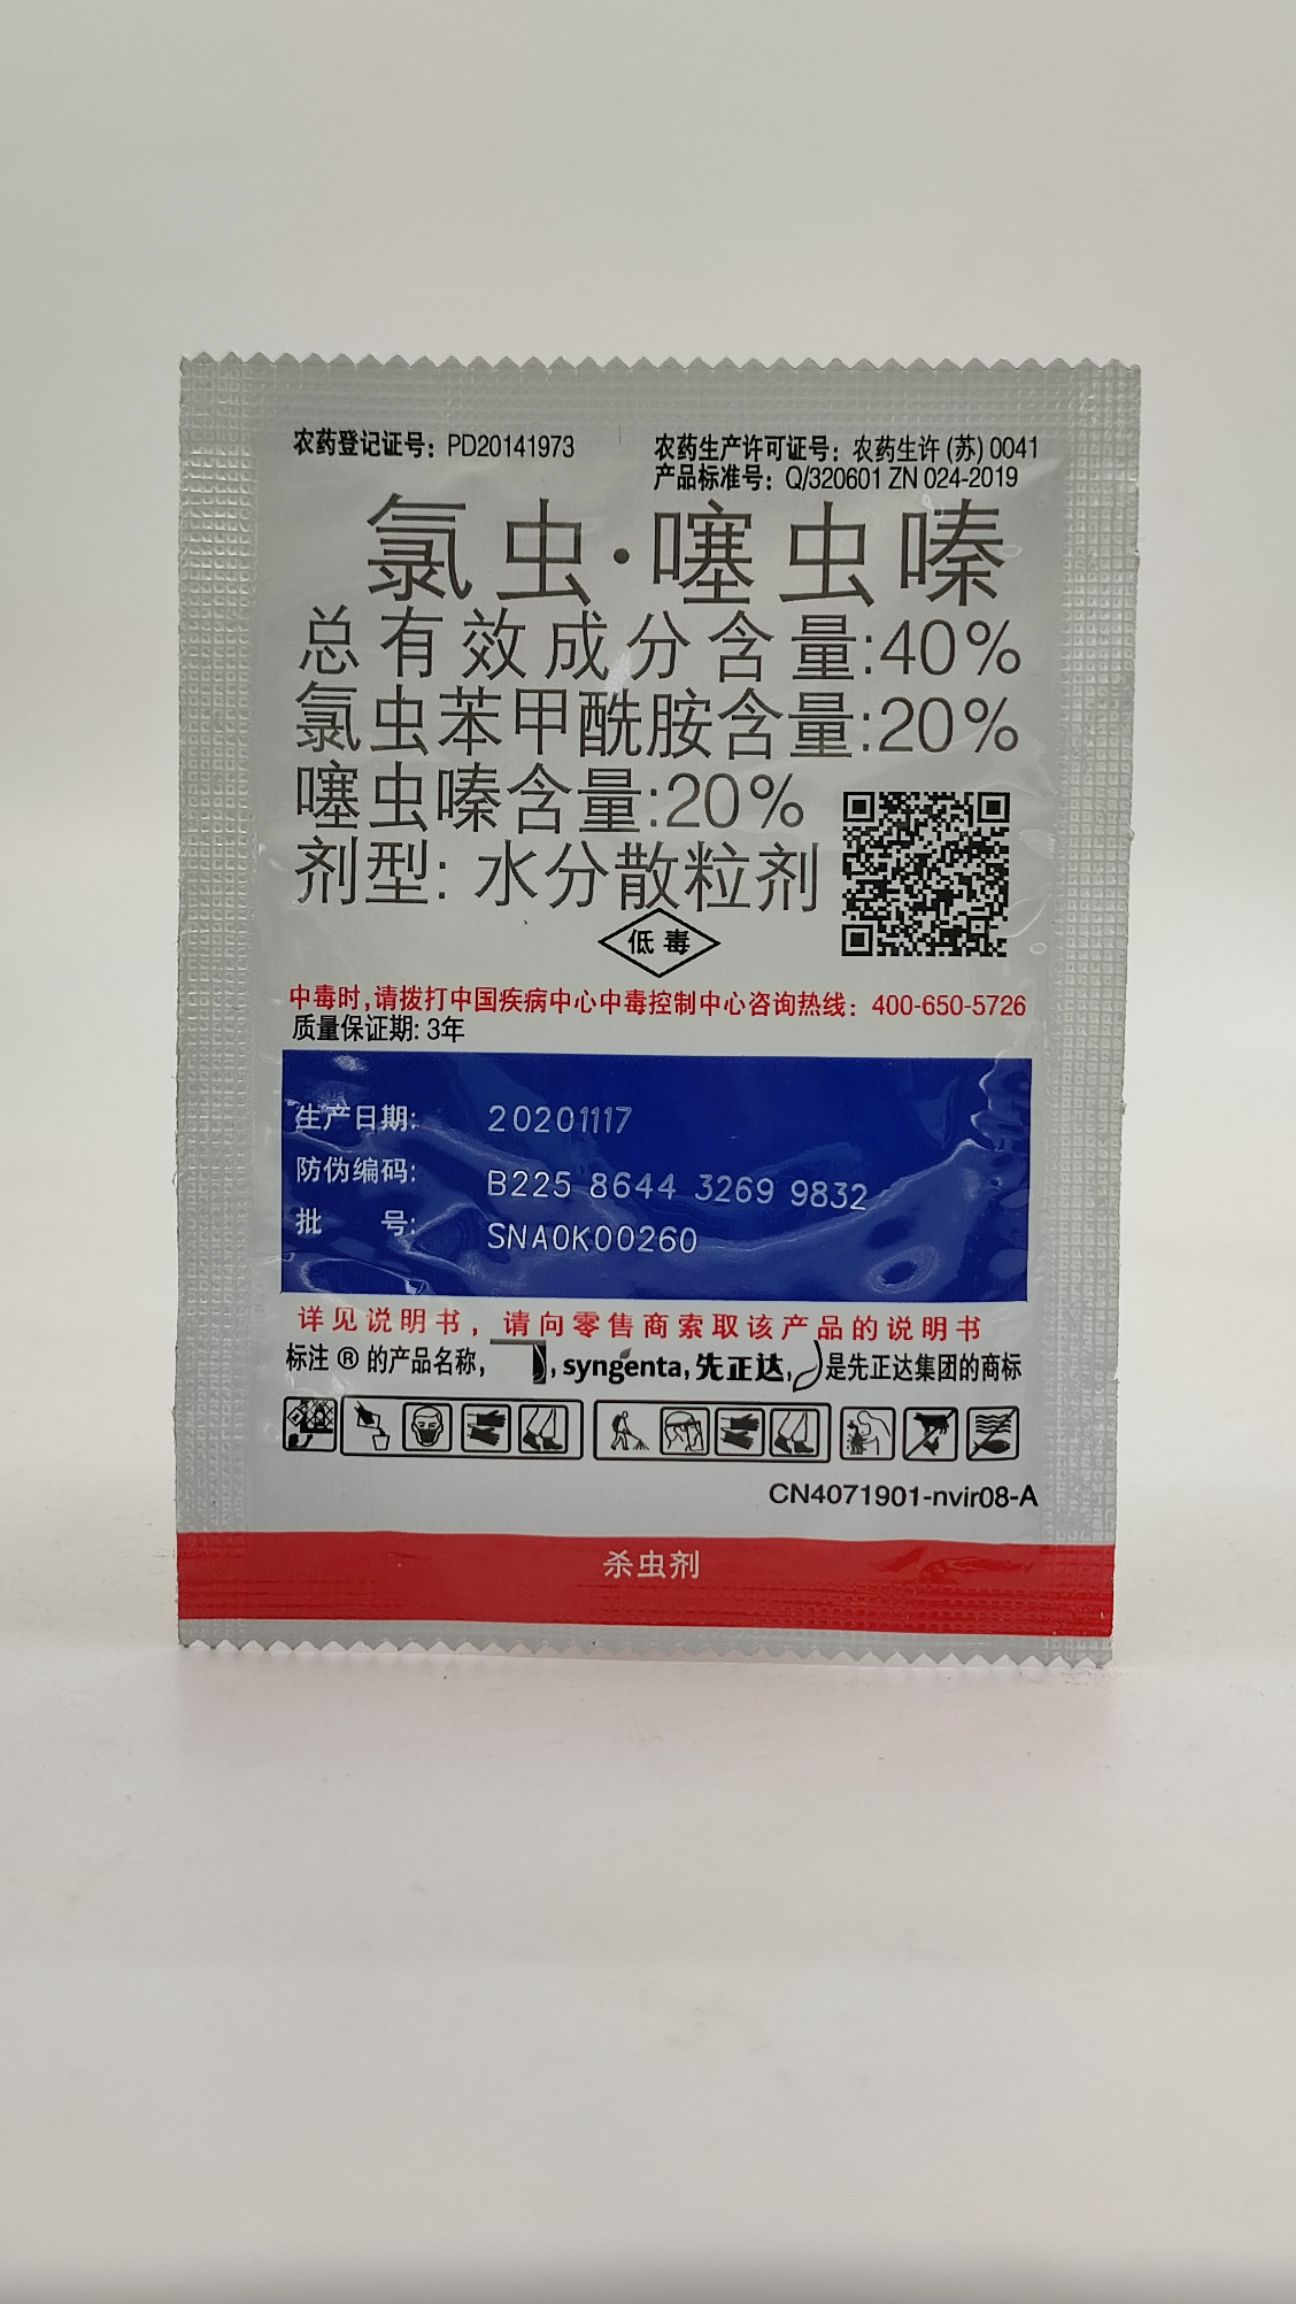 农药登记证号：PD20141973
农药生产许可证号：农药生许 (苏) 0041
产品标准号：Q/320601 ZN 024-2019
氯虫·噻虫嗪
总有效成分含量:40%
氯虫苯甲酰胺含量:20%
噻虫嗪含量:20%
剂型: 水分散粒剂
低毒
中毒时,请拨打中国疾病中心中毒控制中心咨询热线：400-650-5726
质量保证期: 3年
生产日期: 20201117
防伪编码: B225 8644 3269 9832
批 号: SNA0K00260
详见说明书，请向零售商索取该产品的说明书
标注 ® 的产品名称, , syngenta, 先正达, 是先正达集团的商标
CN4071901-nvir08-A
杀虫剂